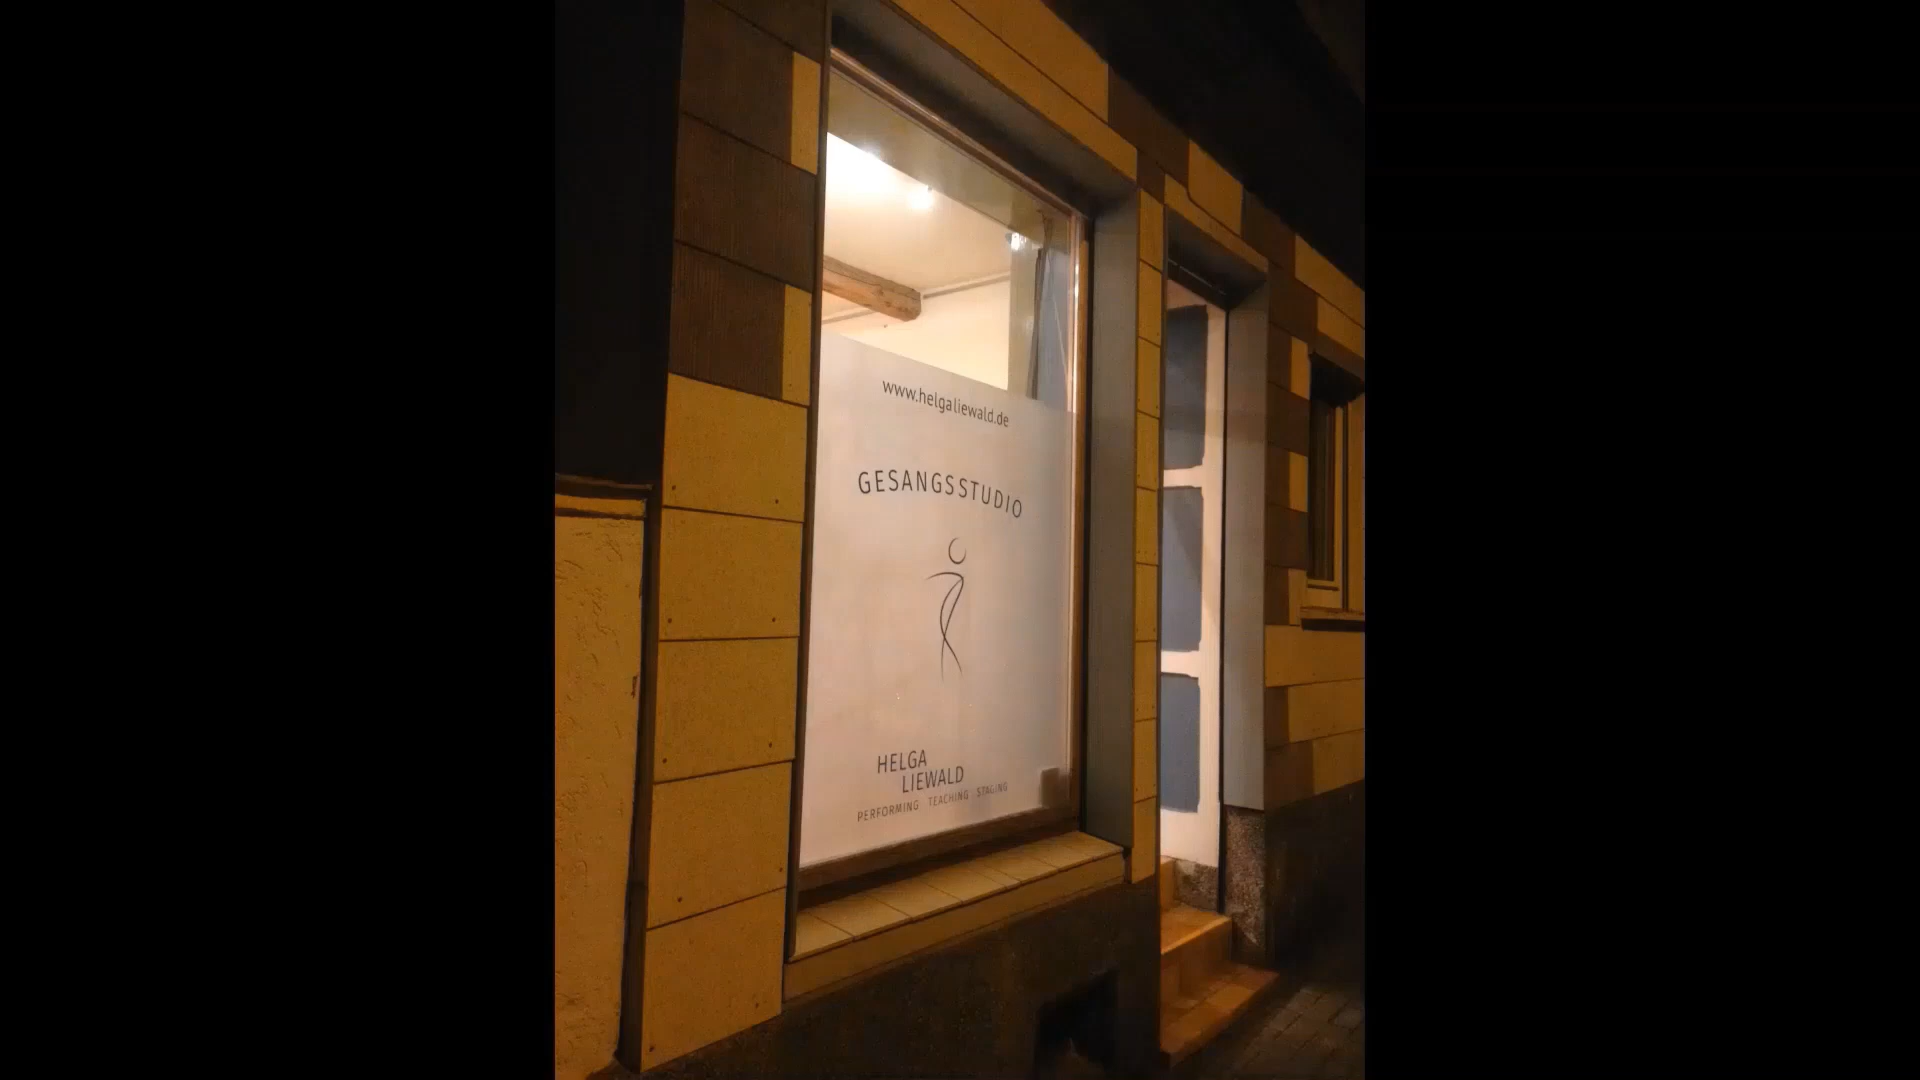 www.helgaliewald.de
GESANGSSTUDIO
HELGA
LIEWALD
PERFORMING TEACHING STAGING